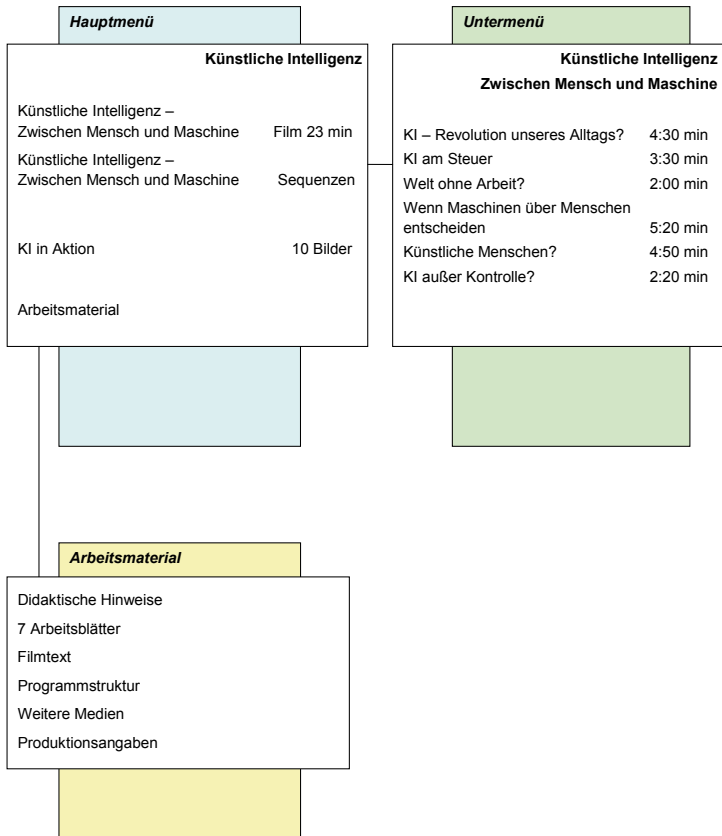 Hauptmenü
Künstliche Intelligenz
Künstliche Intelligenz –
Zwischen Mensch und Maschine Film 23 min
Künstliche Intelligenz –
Zwischen Mensch und Maschine Sequenzen
KI in Aktion 10 Bilder
Arbeitsmaterial
Untermenü
Künstliche Intelligenz
Zwischen Mensch und Maschine
KI – Revolution unseres Alltags? 4:30 min
KI am Steuer 3:30 min
Welt ohne Arbeit? 2:00 min
Wenn Maschinen über Menschen
entscheiden 5:20 min
Künstliche Menschen? 4:50 min
KI außer Kontrolle? 2:20 min
Arbeitsmaterial
Didaktische Hinweise
7 Arbeitsblätter
Filmtext
Programmstruktur
Weitere Medien
Produktionsangaben